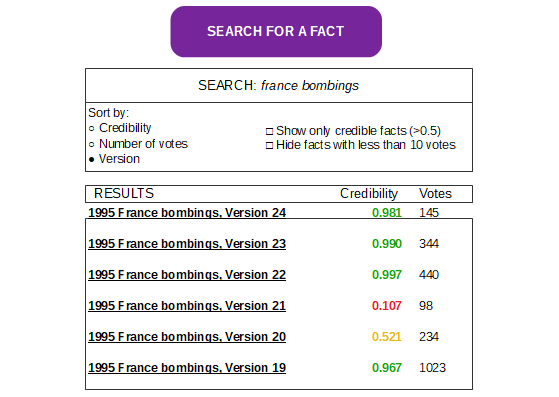 SEARCH FOR A FACT
SEARCH: france bombings
Sort by:
○ Credibility
○ Number of votes
● Version
□ Show only credible facts (>0.5)
□ Hide facts with less than 10 votes
RESULTS Credibility Votes
1995 France bombings, Version 24 0.981 145
1995 France bombings, Version 23 0.990 344
1995 France bombings, Version 22 0.997 440
1995 France bombings, Version 21 0.107 98
1995 France bombings, Version 20 0.521 234
1995 France bombings, Version 19 0.967 1023